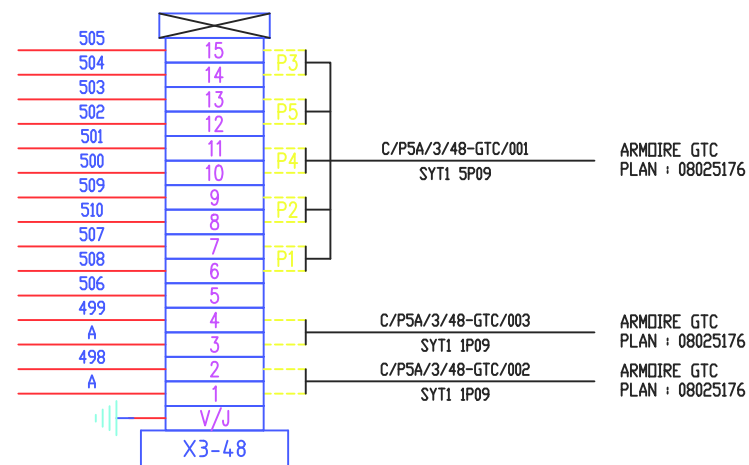 505 15
504 14 P3
503 13
502 12 P5
501 11 C/P5A/3/48-GTC/001 ARMOIRE GTC
500 10 P4 SYT1 5P09 PLAN : 08025176
509 9
510 8 P2
507 7
508 6 P1
506 5
499 4 C/P5A/3/48-GTC/003 ARMOIRE GTC
A 3 SYT1 1P09 PLAN : 08025176
498 2 C/P5A/3/48-GTC/002 ARMOIRE GTC
A 1 SYT1 1P09 PLAN : 08025176
V/J
X3-48